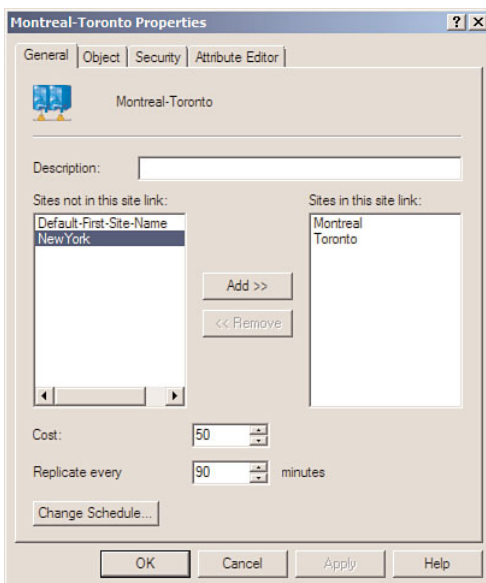 Montreal-Toronto Properties
General Object Security Attribute Editor
Montreal-Toronto
Description:
Sites not in this site link:
Default-First-Site-Name
NewYork
Add >>
<< Remove
Sites in this site link:
Montreal
Toronto
Cost: 50
Replicate every 90 minutes
Change Schedule...
OK Cancel Apply Help